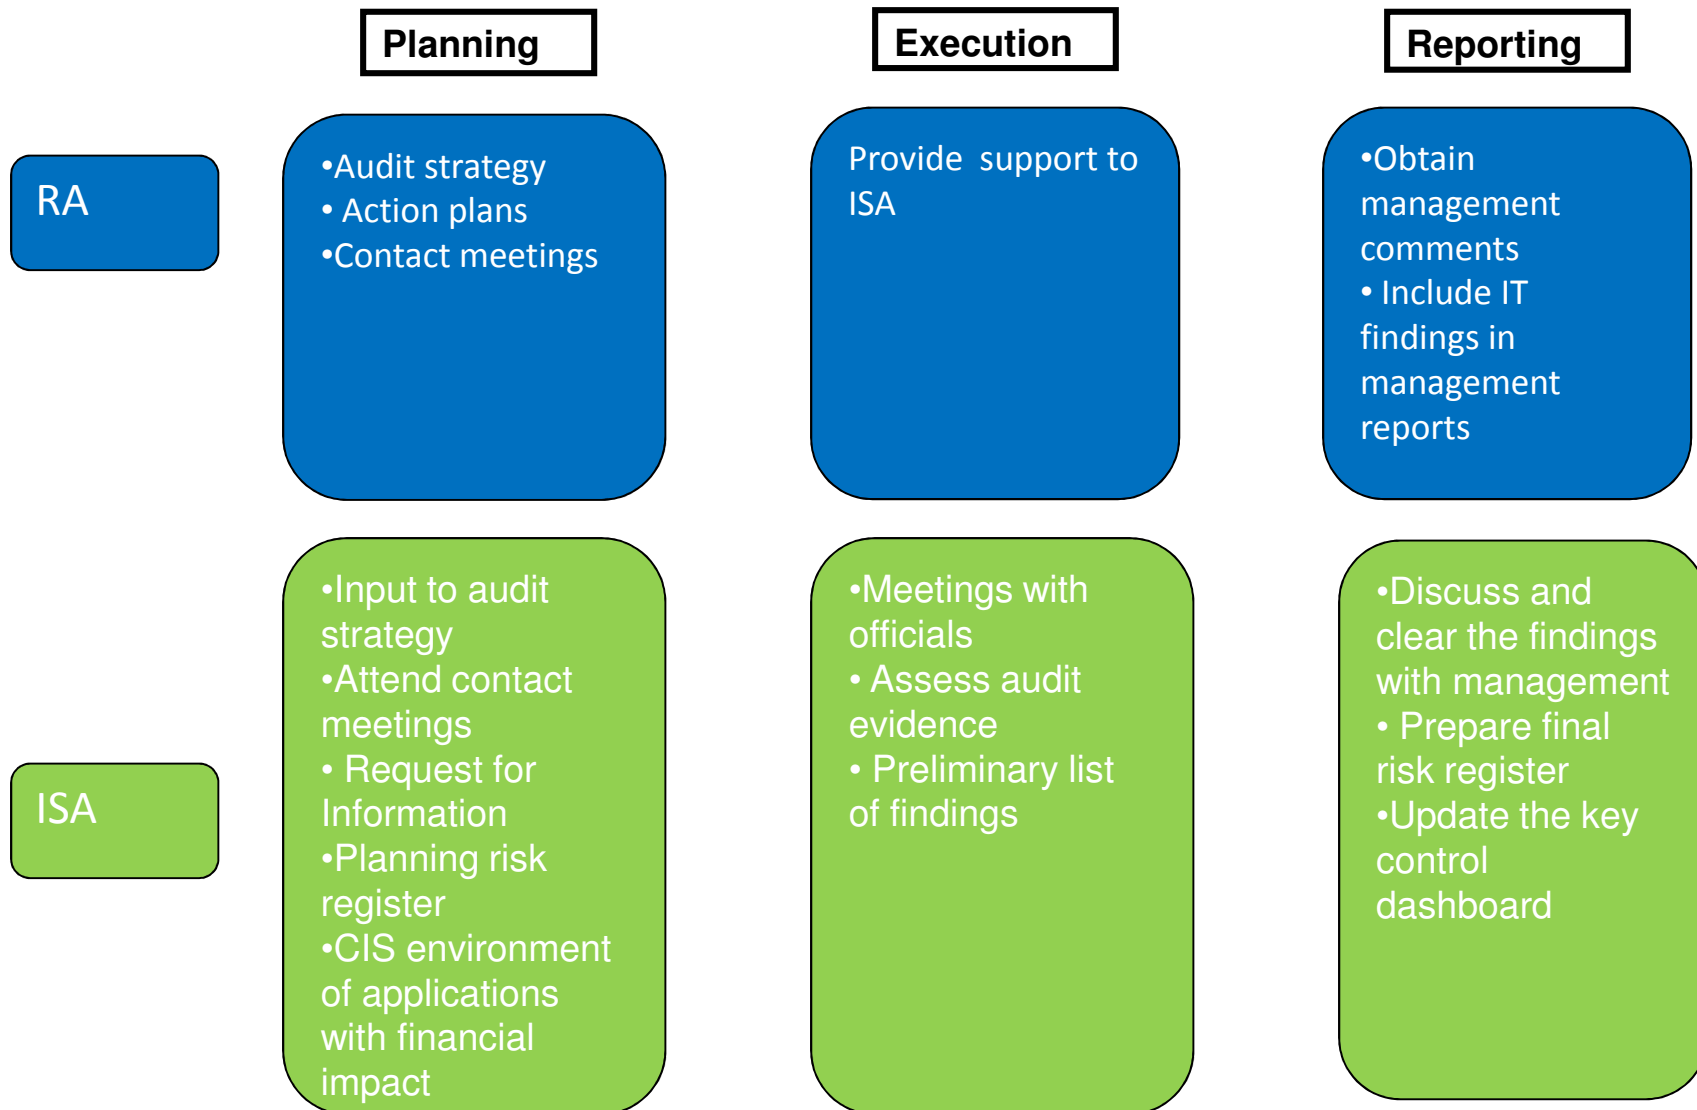 Planning
Execution
Reporting
RA
•Audit strategy
• Action plans
•Contact meetings
Provide support to
ISA
•Obtain
management
comments
• Include IT
findings in
management
reports
ISA
•Input to audit
strategy
•Attend contact
meetings
• Request for
Information
•Planning risk
register
•CIS environment
of applications
with financial
impact
•Meetings with
officials
• Assess audit
evidence
• Preliminary list
of findings
•Discuss and
clear the findings
with management
• Prepare final
risk register
•Update the key
control
dashboard